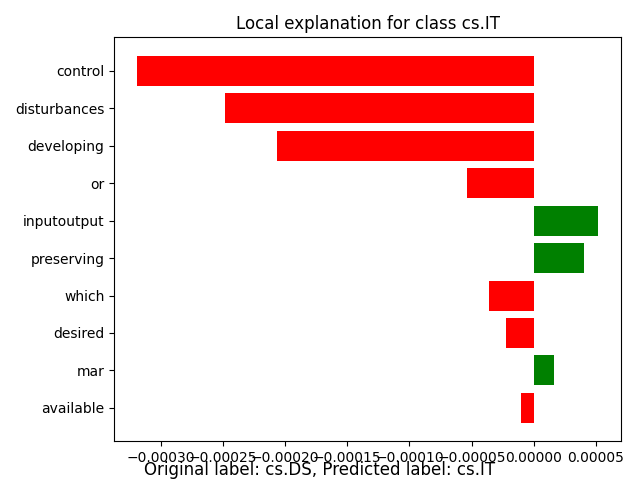 Local explanation for class cs.IT
control
disturbances
developing
or
inputoutput
preserving
which
desired
mar
available
−0.00030 −0.00025 −0.00020 −0.00015 −0.00010 −0.00005 0.00000 0.00005
Original label: cs.DS, Predicted label: cs.IT